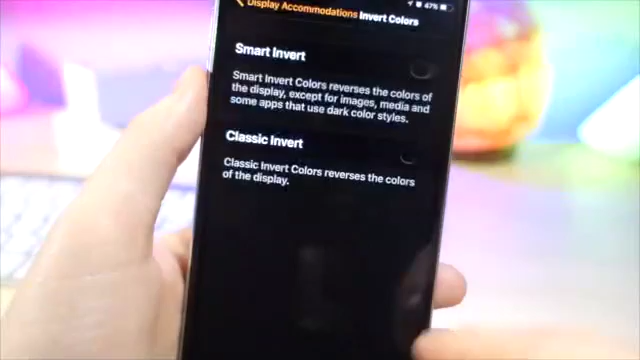 Display Accommodations Invert Colors
47%
Smart Invert
Smart Invert Colors reverses the colors of
the display, except for images, media and
some apps that use dark color styles.
Classic Invert
Classic Invert Colors reverses the colors
of the display.